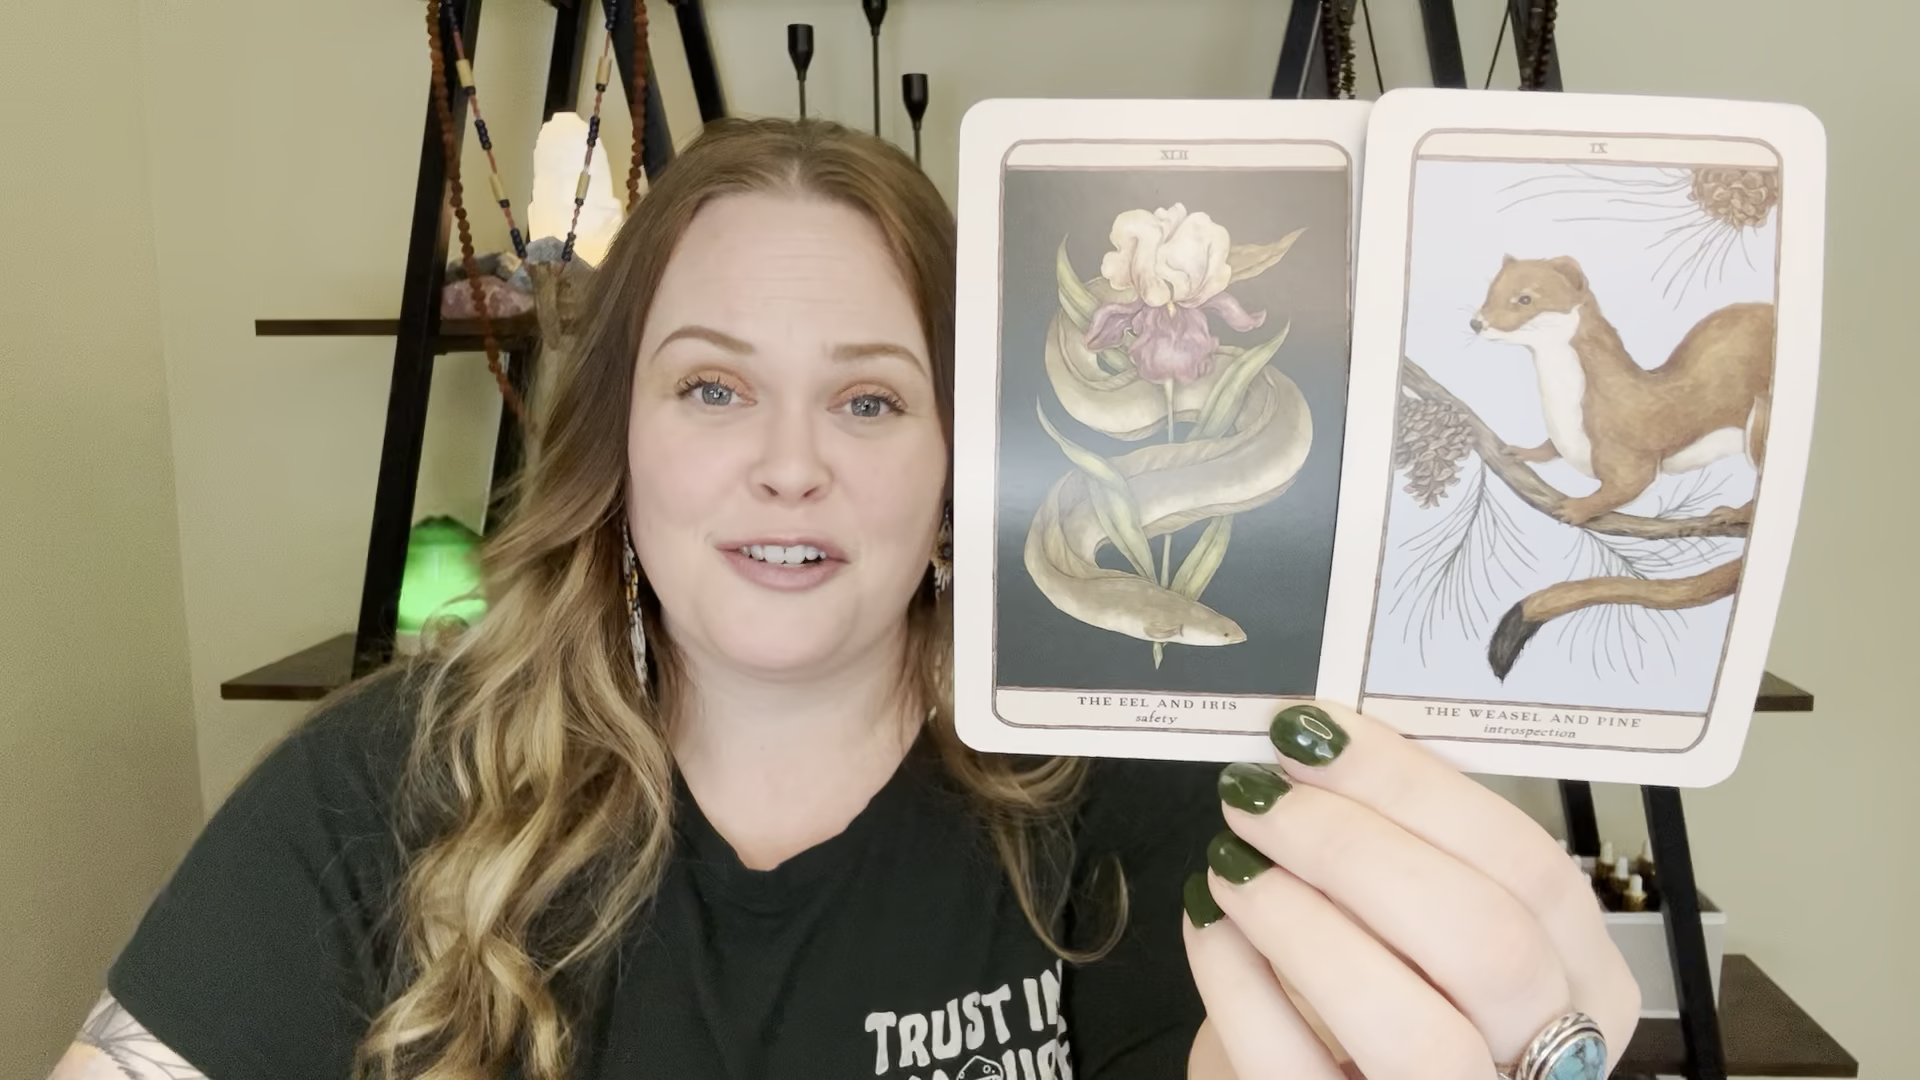 XLII
THE EEL AND IRIS
safety
IX
THE WEASEL AND PINE
introspection
TRUST IN